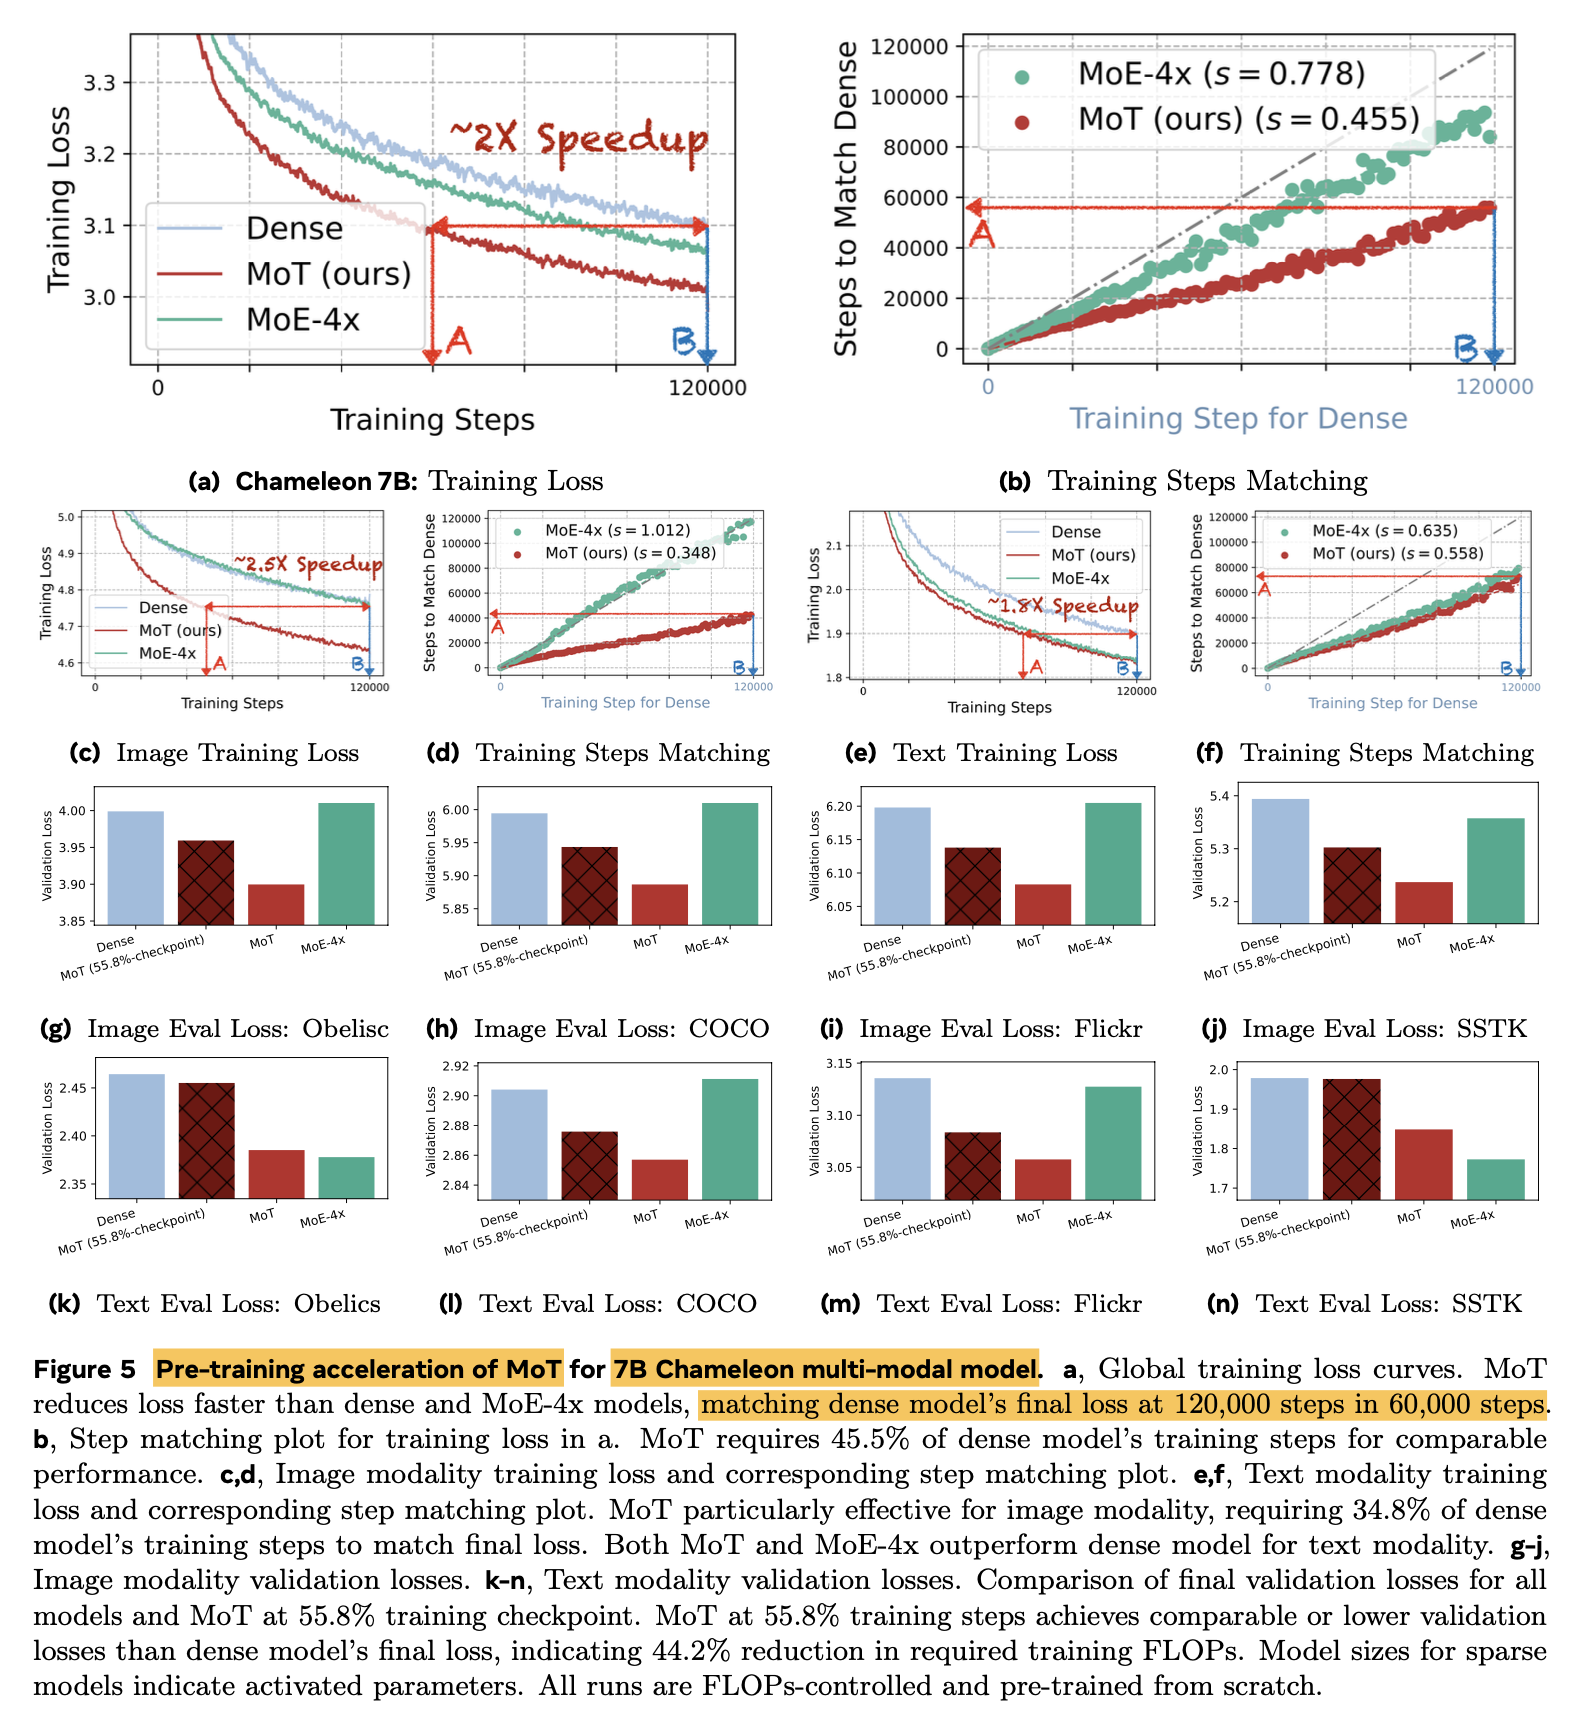 3.3
3.2
3.1
3.0
Training Loss
~2X Speedup
Dense
MoT (ours)
MoE-4x
A
B
0
120000
Training Steps
120000
100000
80000
60000
40000
20000
0
Steps to Match Dense
MoE-4x (s = 0.778)
MoT (ours) (s = 0.455)
A
B
0
120000
Training Step for Dense
(a) Chameleon 7B: Training Loss
(b) Training Steps Matching
5.0
4.9
4.8
4.7
4.6
Training Loss
~2.5X Speedup
Dense
MoT (ours)
MoE-4x
A
B
0
120000
Training Steps
120000
100000
80000
60000
40000
20000
0
Steps to Match Dense
MoE-4x (s = 1.012)
MoT (ours) (s = 0.348)
A
B
0
120000
Training Step for Dense
2.1
2.0
1.9
1.8
Training Loss
Dense
MoT (ours)
MoE-4x
~1.8X Speedup
A
B
0
120000
Training Steps
120000
100000
80000
60000
40000
20000
0
Steps to Match Dense
MoE-4x (s = 0.635)
MoT (ours) (s = 0.558)
A
B
0
120000
Training Step for Dense
(c) Image Training Loss
(d) Training Steps Matching
(e) Text Training Loss
(f) Training Steps Matching
4.00
3.95
3.90
3.85
Validation Loss
Dense
MoT (55.8%-checkpoint)
MoT
MoE-4x
6.00
5.95
5.90
5.85
Validation Loss
Dense
MoT (55.8%-checkpoint)
MoT
MoE-4x
6.20
6.15
6.10
6.05
Validation Loss
Dense
MoT (55.8%-checkpoint)
MoT
MoE-4x
5.4
5.3
5.2
Validation Loss
Dense
MoT (55.8%-checkpoint)
MoT
MoE-4x
(g) Image Eval Loss: Obelisc
(h) Image Eval Loss: COCO
(i) Image Eval Loss: Flickr
(j) Image Eval Loss: SSTK
2.45
2.40
2.35
Validation Loss
Dense
MoT (55.8%-checkpoint)
MoT
MoE-4x
2.92
2.90
2.88
2.86
2.84
Validation Loss
Dense
MoT (55.8%-checkpoint)
MoT
MoE-4x
3.15
3.10
3.05
Validation Loss
Dense
MoT (55.8%-checkpoint)
MoT
MoE-4x
2.0
1.9
1.8
1.7
Validation Loss
Dense
MoT (55.8%-checkpoint)
MoT
MoE-4x
(k) Text Eval Loss: Obelics
(l) Text Eval Loss: COCO
(m) Text Eval Loss: Flickr
(n) Text Eval Loss: SSTK
Figure 5 Pre-training acceleration of MoT for 7B Chameleon multi-modal model. a, Global training loss curves. MoT
reduces loss faster than dense and MoE-4x models, matching dense model's final loss at 120,000 steps in 60,000 steps.
b, Step matching plot for training loss in a. MoT requires 45.5% of dense model's training steps for comparable
performance. c,d, Image modality training loss and corresponding step matching plot. e,f, Text modality training
loss and corresponding step matching plot. MoT particularly effective for image modality, requiring 34.8% of dense
model's training steps to match final loss. Both MoT and MoE-4x outperform dense model for text modality. g-j,
Image modality validation losses. k-n, Text modality validation losses. Comparison of final validation losses for all
models and MoT at 55.8% training checkpoint. MoT at 55.8% training steps achieves comparable or lower validation
losses than dense model's final loss, indicating 44.2% reduction in required training FLOPs. Model sizes for sparse
models indicate activated parameters. All runs are FLOPs-controlled and pre-trained from scratch.